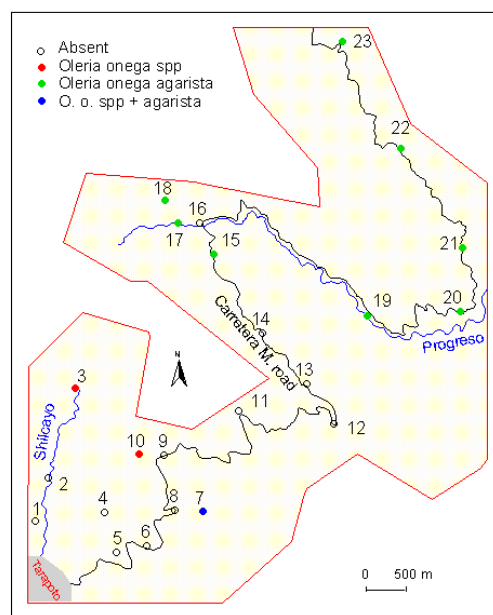 Absent
Oleria onega spp
Oleria onega agarista
O. o. spp + agarista
23
22
18
16
17
15
21
19
20
Progreso
14
Carretera M. road
13
N
3
11
12
Shilcayo
10
9
2
4
8
7
1
5
6
Tarapoto
0 500 m